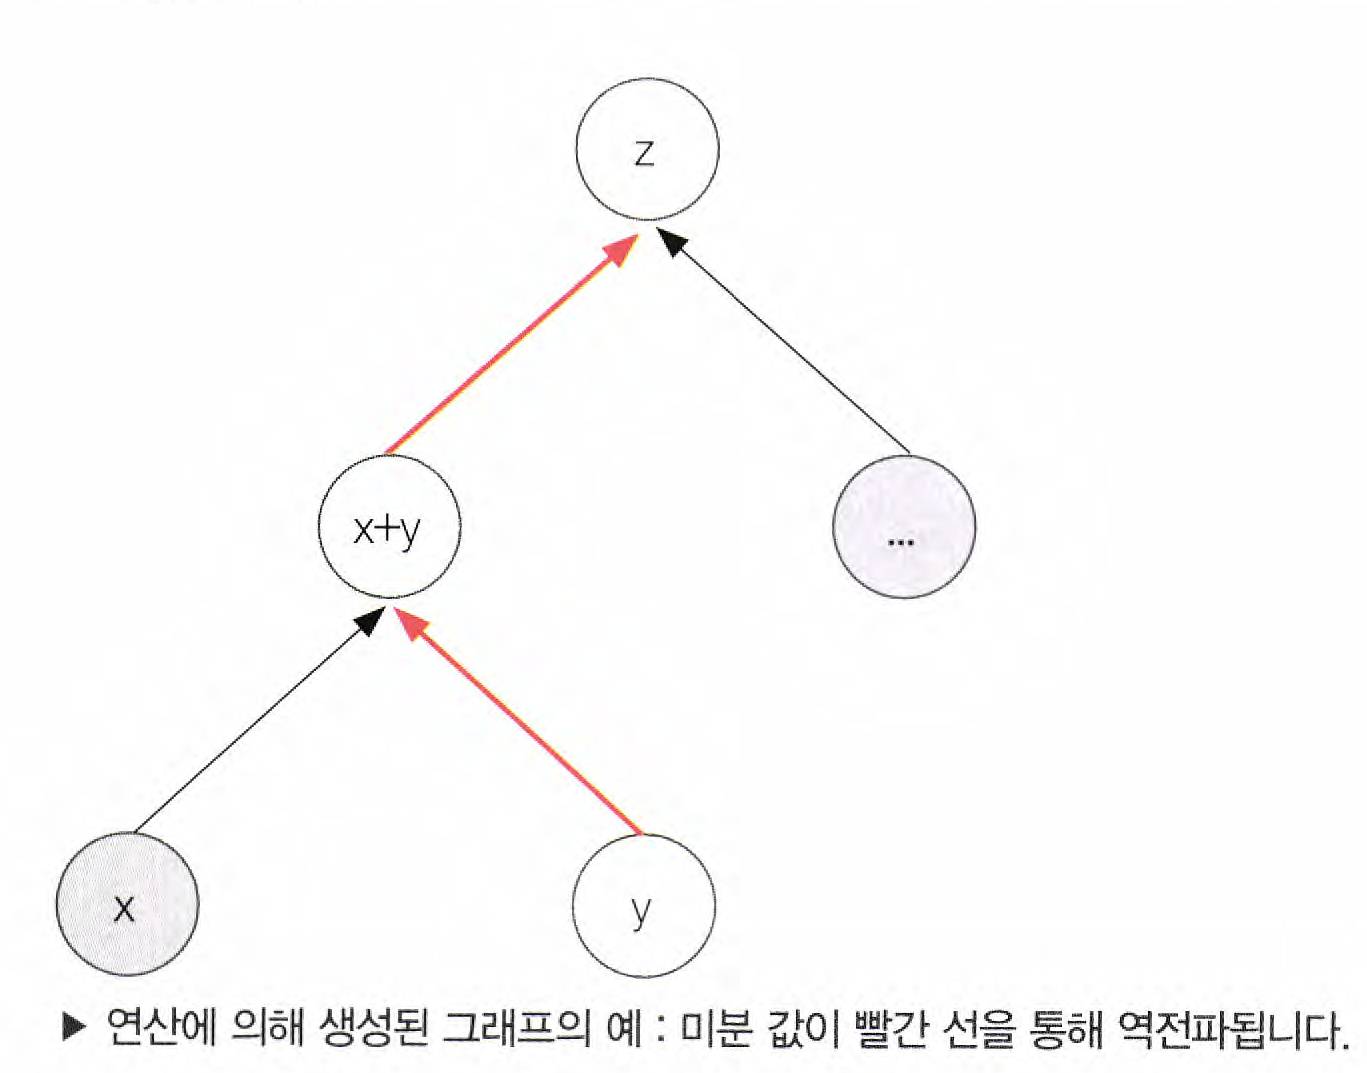 z
x+y
...
x
y
▶ 연산에 의해 생성된 그래프의 예 : 미분 값이 빨간 선을 통해 역전파됩니다.